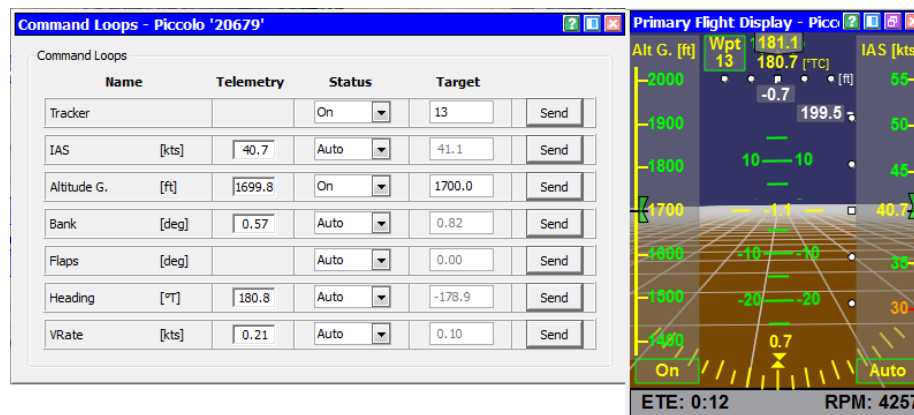 Command Loops - Piccolo '20679'
Command Loops
Name Telemetry Status Target
Tracker On 13 Send
IAS [kts] 40.7 Auto 41.1 Send
Altitude G. [ft] 1699.8 On 1700.0 Send
Bank [deg] 0.57 Auto 0.82 Send
Flaps [deg] Auto 0.00 Send
Heading [°T] 180.8 Auto -178.9 Send
VRate [kts] 0.21 Auto 0.10 Send
Primary Flight Display - Picc
Alt G. [ft] Wpt 181.1 IAS [kts
13 180.7 [°TC]
2000 [ft] 55
-0.7
199.5
1900 50
1800 10 10 45
1700 -1.1 40.7
1600 -10 -10 35
1500 -20 -20 30
1400 0.7
On Auto
ETE: 0:12 RPM: 4257